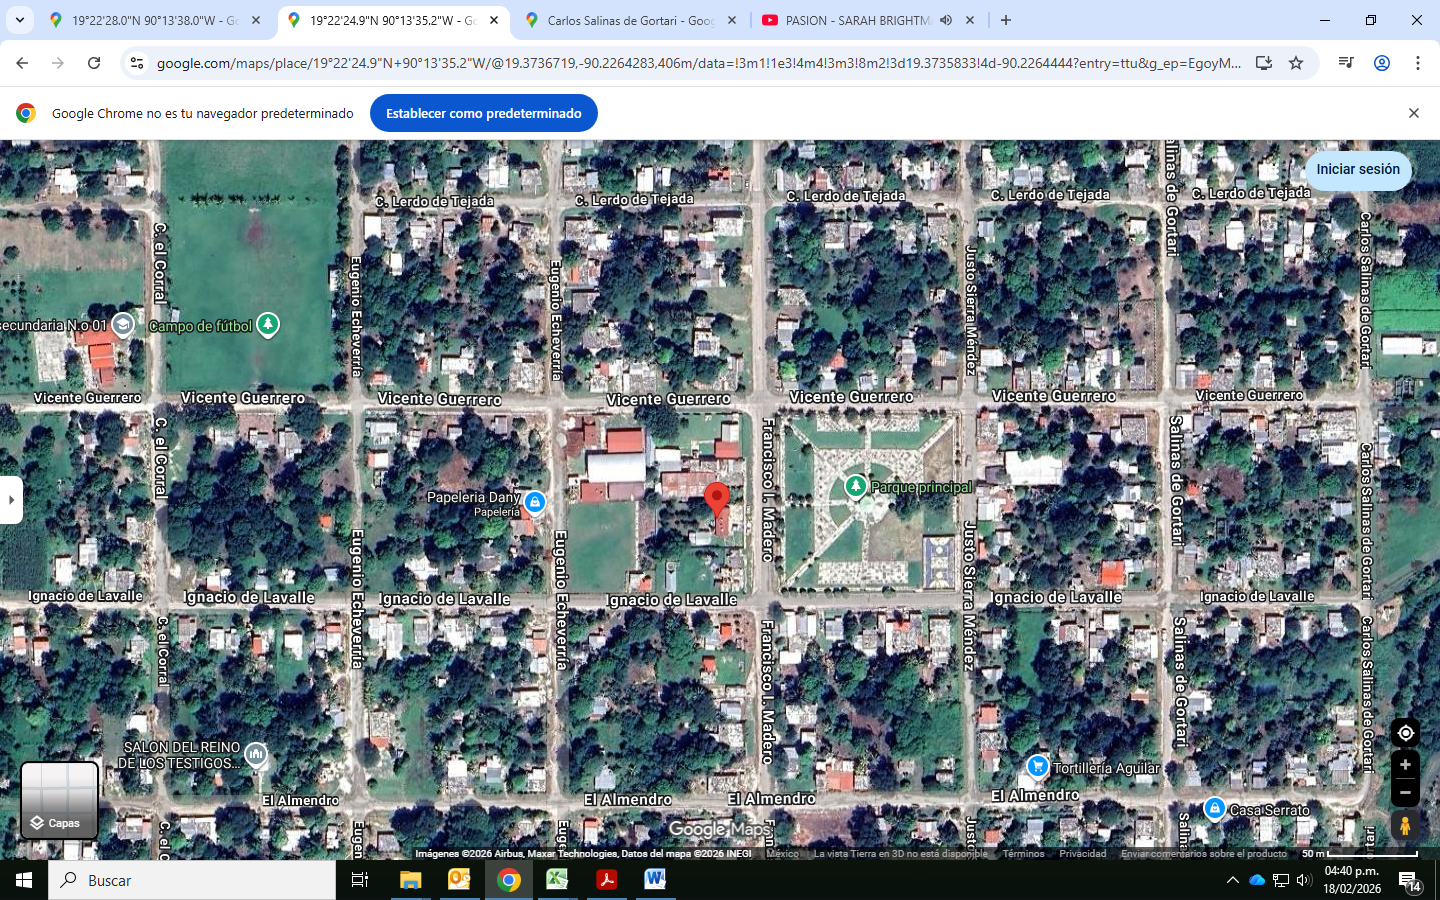 19°22'28.0"N 90°13'38.0"W - Go
19°22'24.9"N 90°13'35.2"W - Go
Carlos Salinas de Gortari - Goog
PASION - SARAH BRIGHTM
google.com/maps/place/19°22'24.9"N+90°13'35.2"W/@19.3736719,-90.2264283,406m/data=!3m1!1e3!4m4!3m3!8m2!3d19.3735833!4d-90.2264444?entry=ttu&g_ep=EgoyM...
Google Chrome no es tu navegador predeterminado
Establecer como predeterminado
Iniciar sesión
C. Lerdo de Tejada
C. Lerdo de Tejada
C. Lerdo de Tejada
C. Lerdo de Tejada
C. Lerdo de Tejada
alinas de Gortari
Carlos Salinas de Gortari
C. el Corral
Eugenio Echeverría
Eugenio Echeverría
Justo Sierra Méndez
secundaria N.o 01
Campo de fútbol
Vicente Guerrero
Vicente Guerrero
Vicente Guerrero
Vicente Guerrero
Vicente Guerrero
Vicente Guerrero
Vicente Guerrero
C. el Corral
Francisco I. Madero
Salinas de Gortari
Carlos Salinas de Gortari
Papeleria Dany
Papelería
Parque principal
Eugenio Echeverría
Eugenio Echeverría
Justo Sierra Méndez
Ignacio de Lavalle
Ignacio de Lavalle
Ignacio de Lavalle
Ignacio de Lavalle
Ignacio de Lavalle
Ignacio de Lavalle
C. el Corral
Francisco I. Madero
Salinas de Gortari
Carlos Salinas de Gortari
SALON DEL REINO
DE LOS TESTIGOS...
Tortillería Aguilar
El Almendro
El Almendro
El Almendro
El Almendro
Casa Serrato
Capas
C. el C
Eugen
Euge
Fran
Justo
Salina
Google Maps
Imágenes ©2026 Airbus, Maxar Technologies, Datos del mapa ©2026 INEGI
México
La vista Tierra en 3D no está disponible
Términos
Privacidad
Enviar comentarios sobre el producto
50 m
Buscar
04:40 p.m.
18/02/2026
14